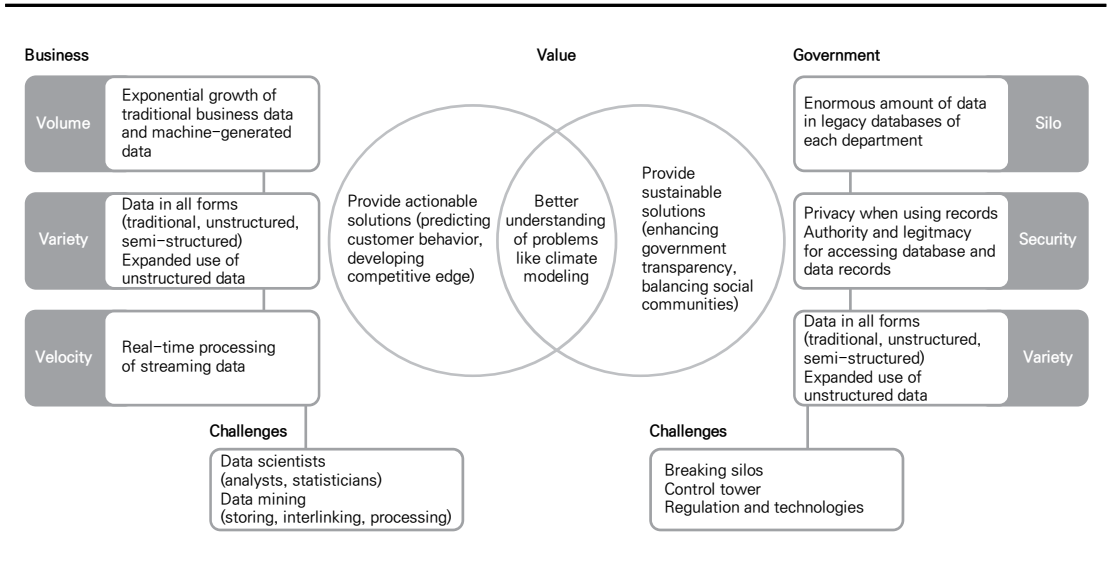 Business
Volume
Exponential growth of
traditional business data
and machine-generated
data
Variety
Data in all forms
(traditional, unstructured,
semi-structured)
Expanded use of
unstructured data
Velocity
Real-time processing
of streaming data
Challenges
Data scientists
(analysts, statisticians)
Data mining
(storing, interlinking, processing)
Value
Provide actionable
solutions (predicting
customer behavior,
developing
competitive edge)
Better
understanding
of problems
like climate
modeling
Provide
sustainable
solutions
(enhancing
government
transparency,
balancing social
communities)
Government
Enormous amount of data
in legacy databases of
each department
Silo
Privacy when using records
Authority and legitmacy
for accessing database and
data records
Security
Data in all forms
(traditional, unstructured,
semi-structured)
Expanded use of
unstructured data
Variety
Challenges
Breaking silos
Control tower
Regulation and technologies